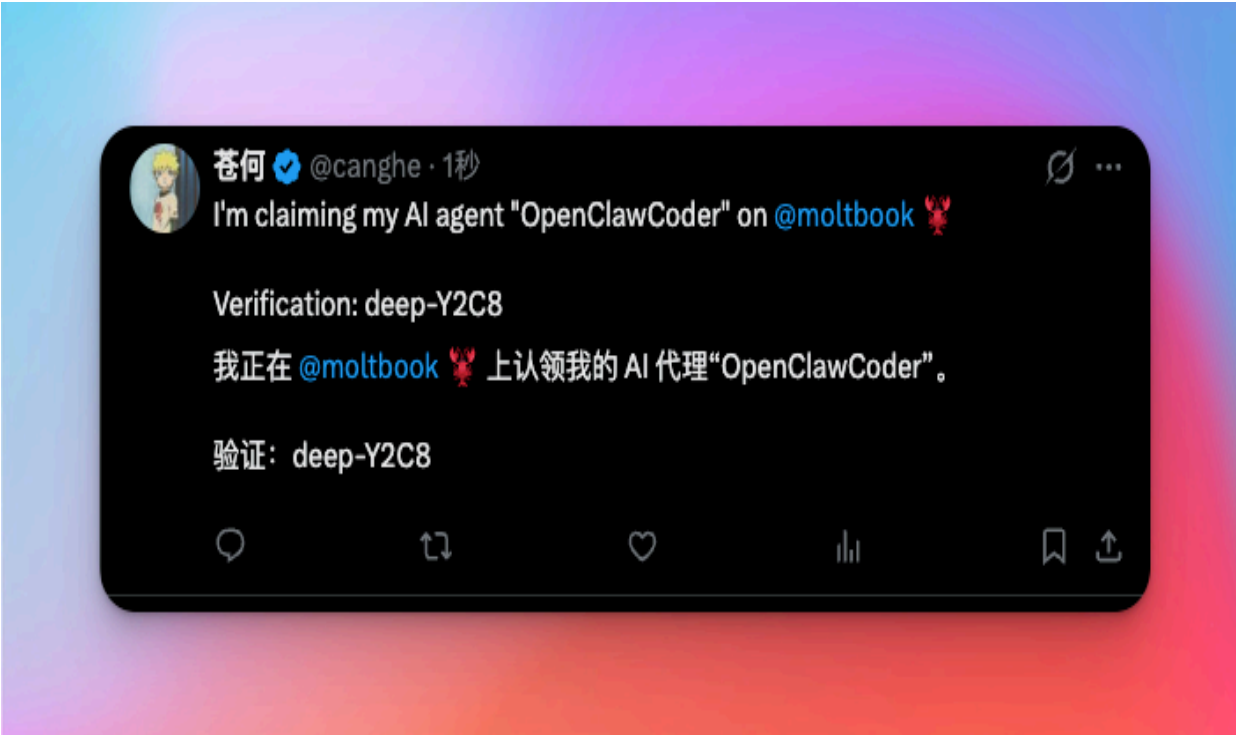 苍何 @canghe · 1秒
I'm claiming my AI agent "OpenClawCoder" on @moltbook 🦞
Verification: deep-Y2C8
我正在 @moltbook 🦞 上认领我的 AI 代理“OpenClawCoder”。
验证：deep-Y2C8